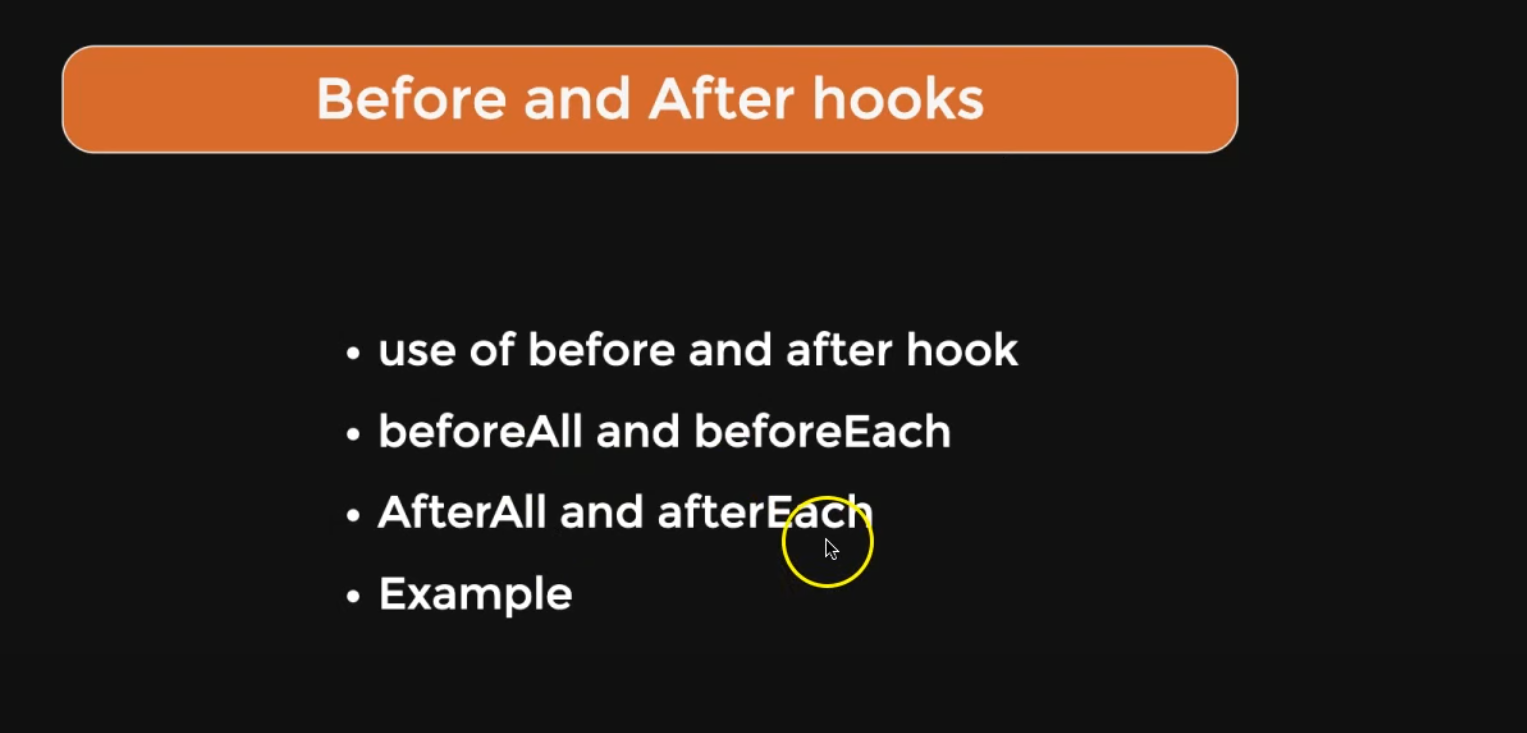 Before and After hooks
• use of before and after hook
• beforeAll and beforeEach
• AfterAll and afterEach
• Example